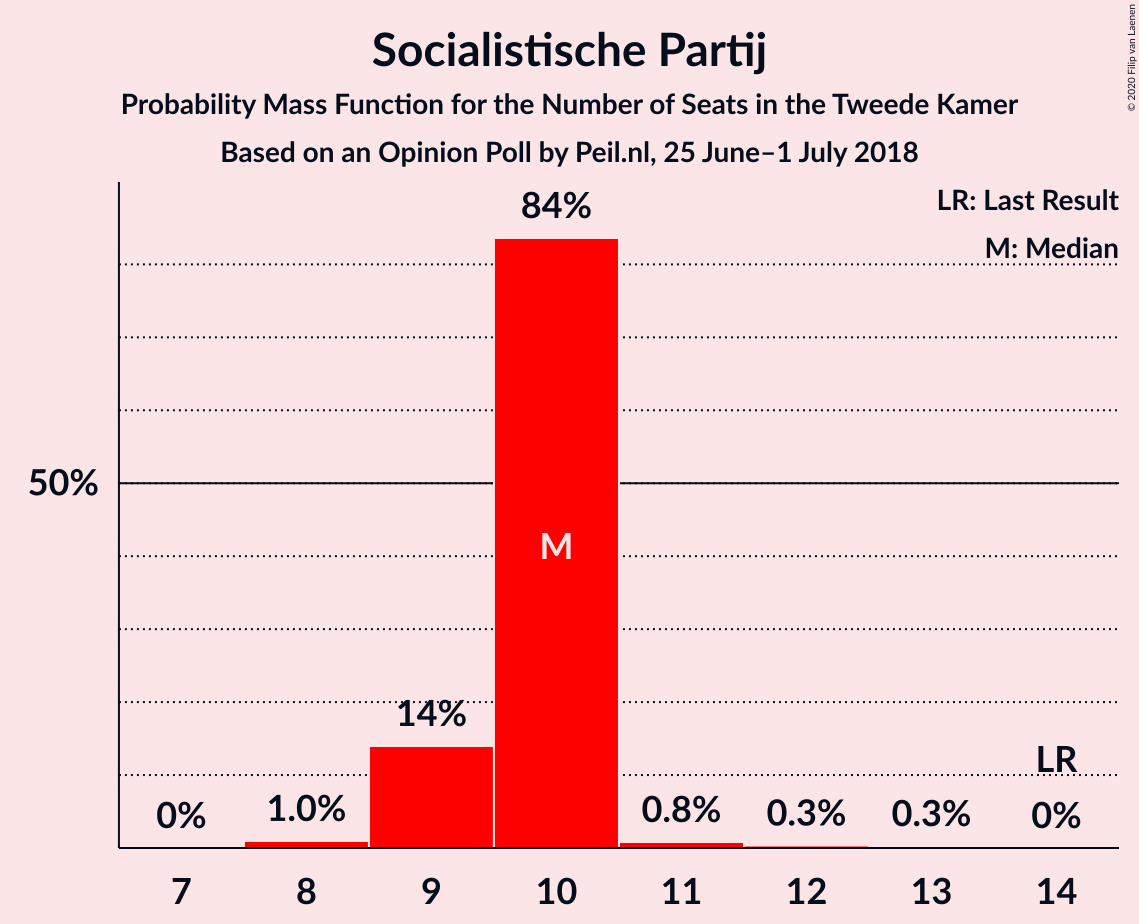 Socialistische Partij
Probability Mass Function for the Number of Seats in the Tweede Kamer
Based on an Opinion Poll by Peil.nl, 25 June–1 July 2018
© 2020 Filip van Laenen
LR: Last Result
M: Median
84%
50%
M
14%
LR
0%
1.0%
0.8%
0.3%
0.3%
0%
7 8 9 10 11 12 13 14